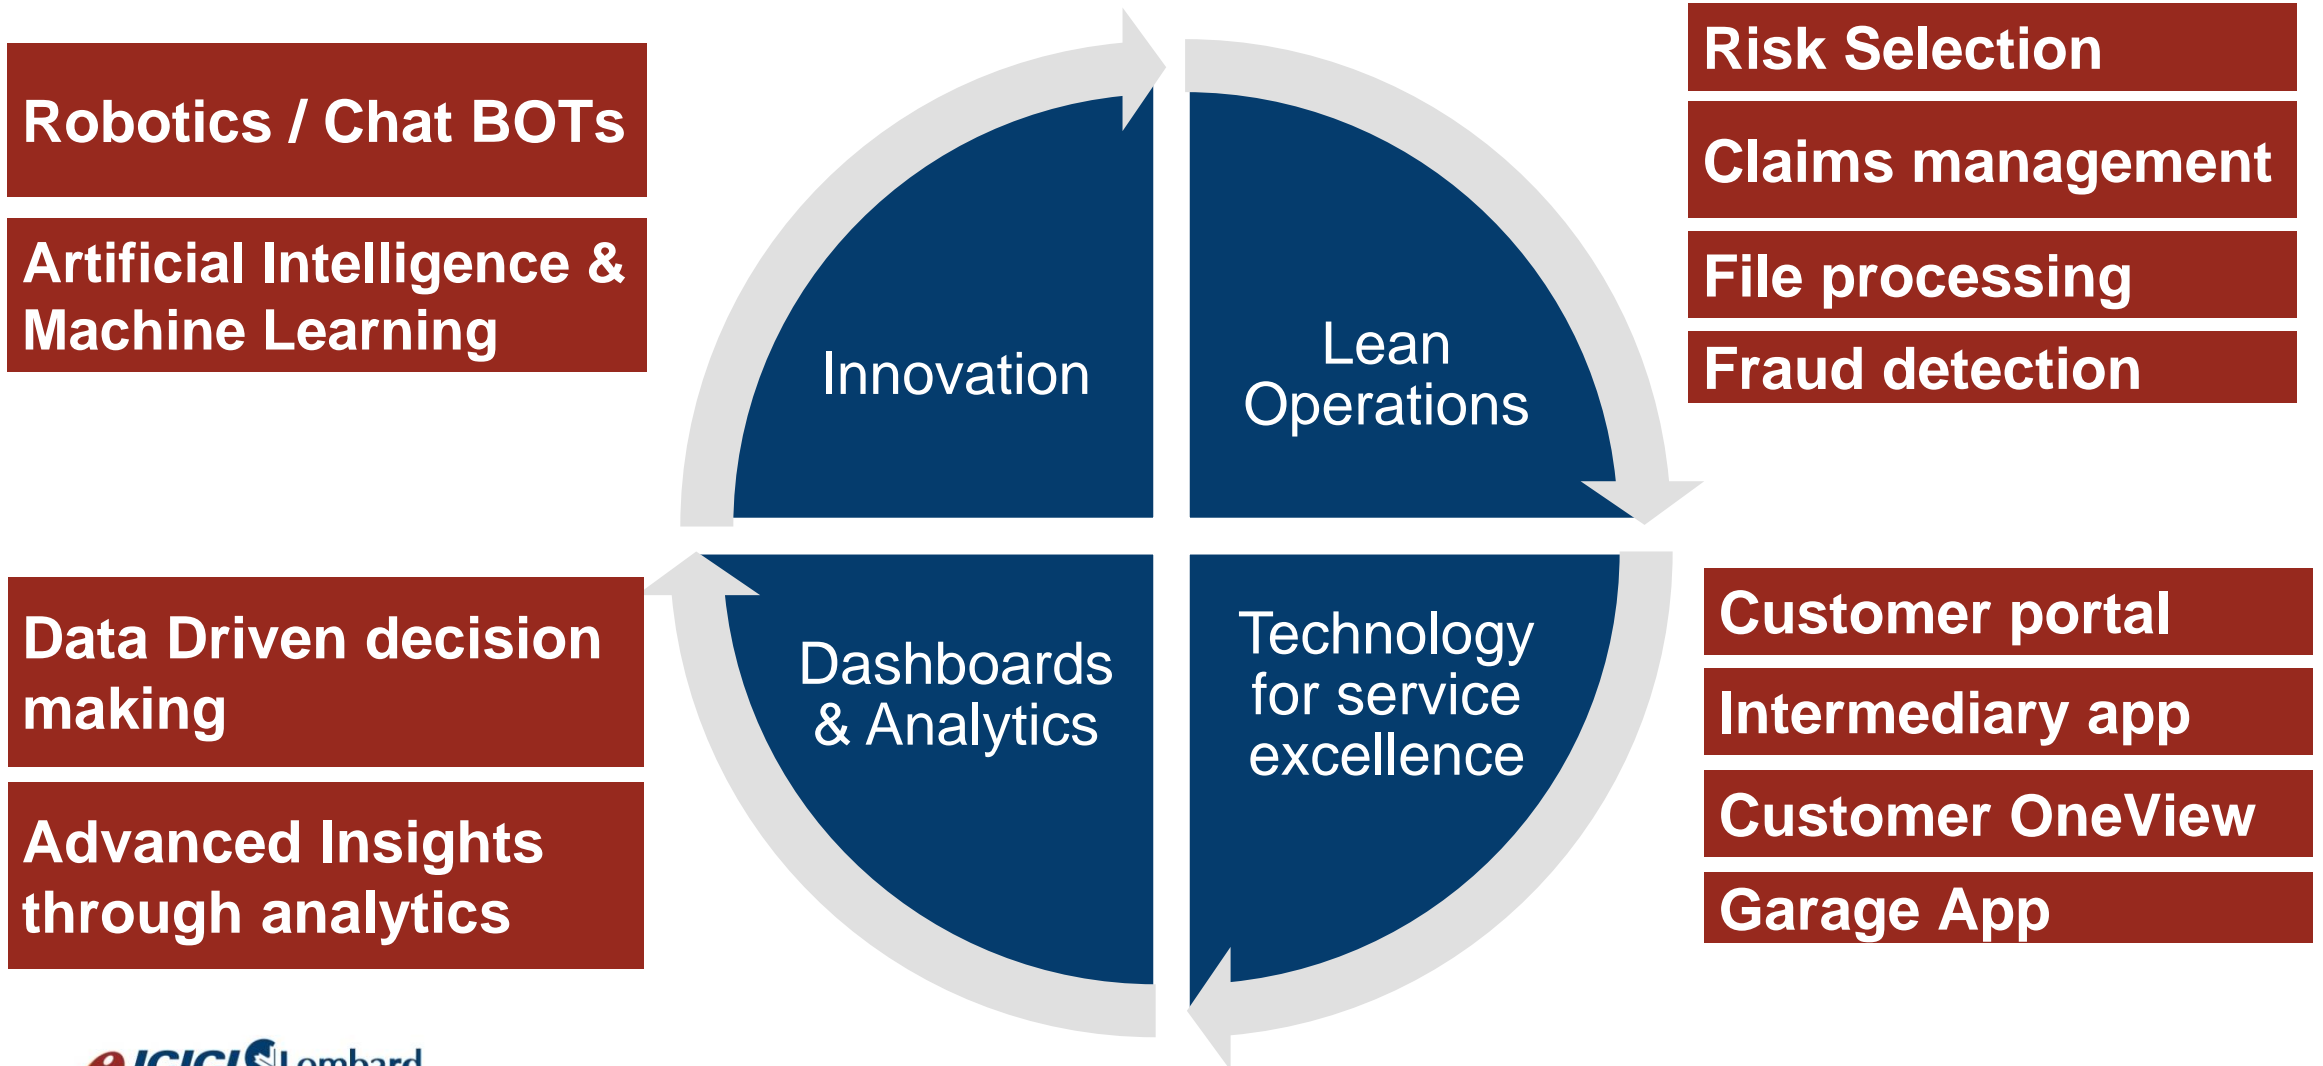 Robotics / Chat BOTs
Artificial Intelligence &
Machine Learning
Innovation
Lean
Operations
Risk Selection
Claims management
File processing
Fraud detection
Data Driven decision
making
Advanced Insights
through analytics
Dashboards
& Analytics
Technology
for service
excellence
Customer portal
Intermediary app
Customer OneView
Garage App
ICICI Lombard